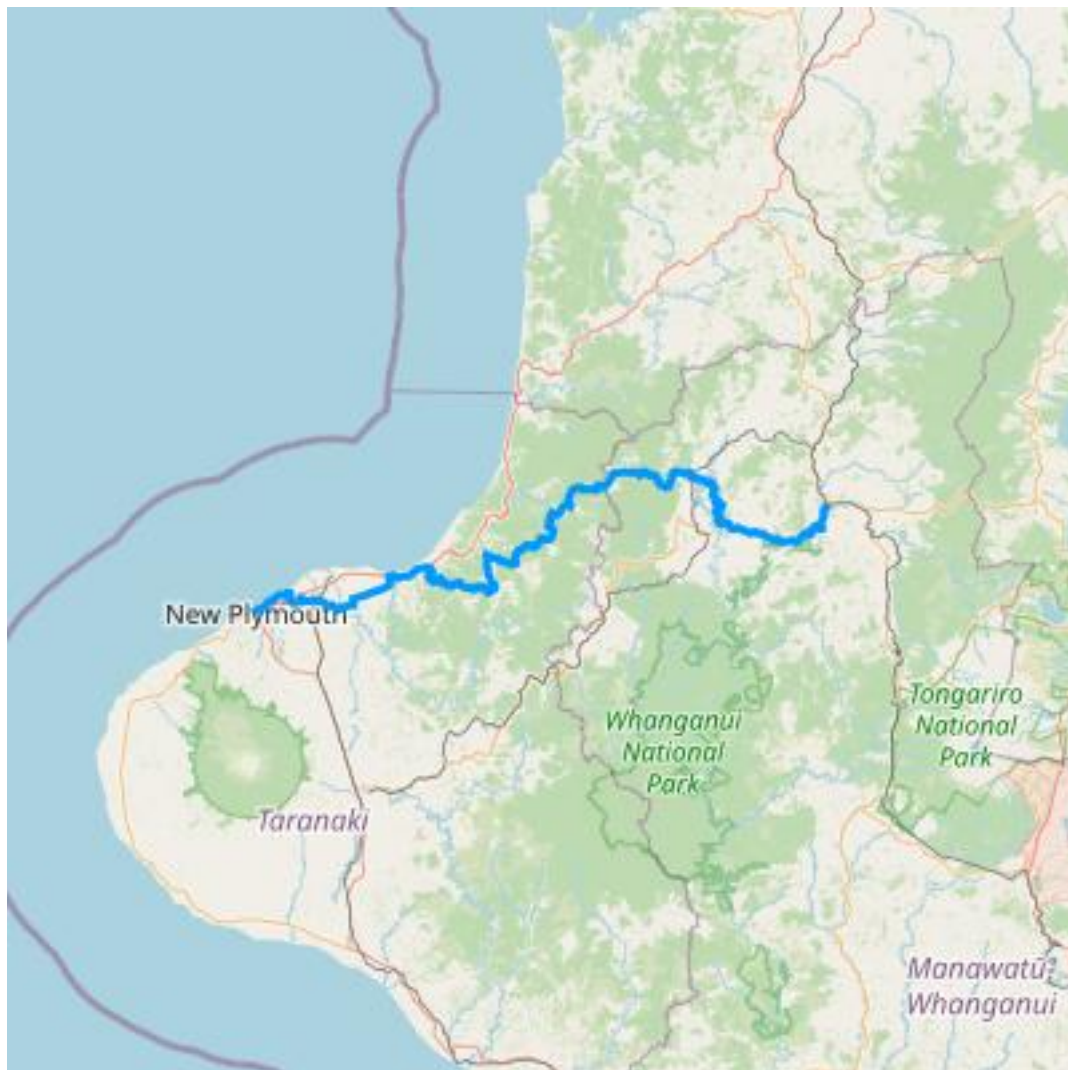 New Plymouth
Whanganui
National
Park
Tongariro
National
Park
Taranaki
Manawatū-
Whanganui